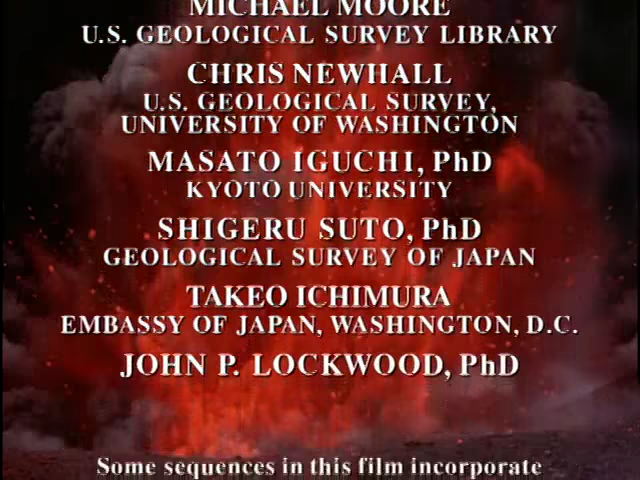 MICHAEL MOORE
U.S. GEOLOGICAL SURVEY LIBRARY
CHRIS NEWHALL
U.S. GEOLOGICAL SURVEY,
UNIVERSITY OF WASHINGTON
MASATO IGUCHI, PhD
KYOTO UNIVERSITY
SHIGERU SUTO, PhD
GEOLOGICAL SURVEY OF JAPAN
TAKEO ICHIMURA
EMBASSY OF JAPAN, WASHINGTON, D.C.
JOHN P. LOCKWOOD, PhD
Some sequences in this film incorporate